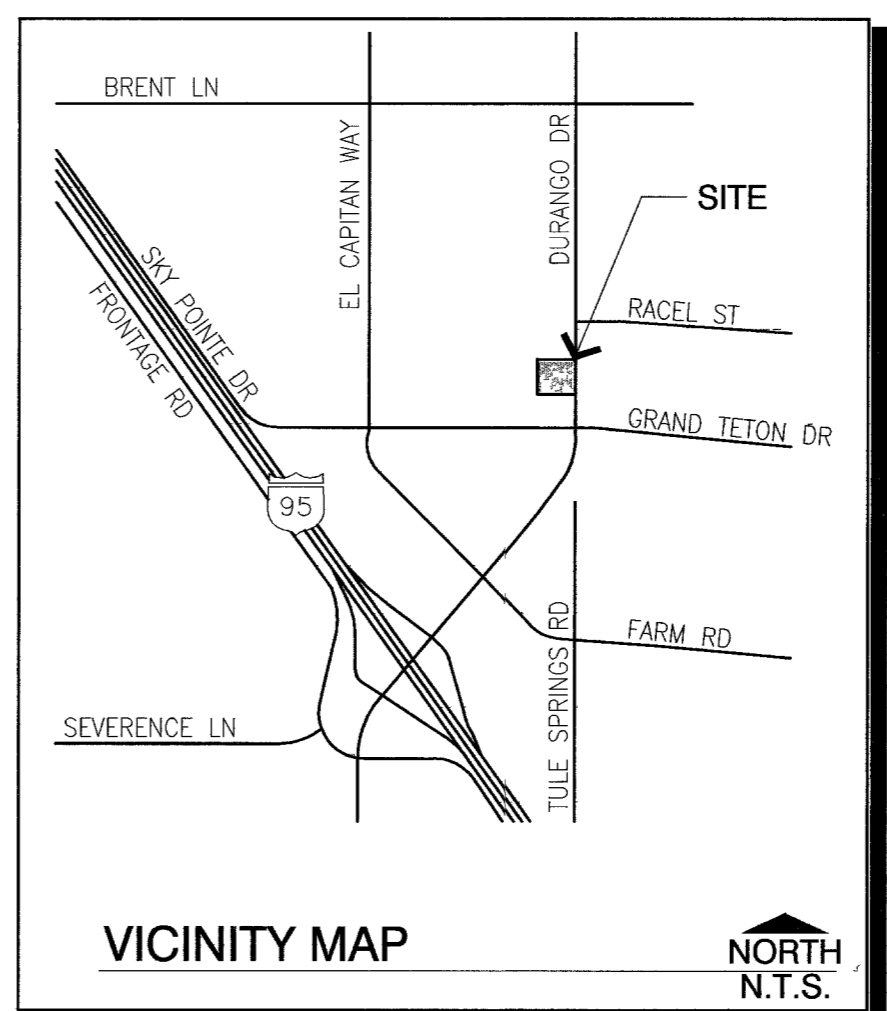 BRENT LN
EL CAPITAN WAY
DURANGO DR
SITE
SKY POINTE DR
FRONTAGE RD
RACEL ST
GRAND TETON DR
95
TULE SPRINGS RD
FARM RD
SEVERENCE LN
VICINITY MAP
NORTH
N.T.S.